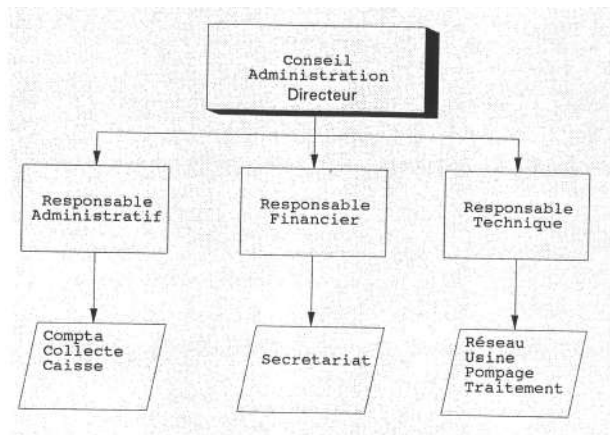 Conseil
Administration
Directeur
Responsable
Administratif
Responsable
Financier
Responsable
Technique
Compta
Collecte
Caisse
Secretariat
Réseau
Usine
Pompage
Traitement